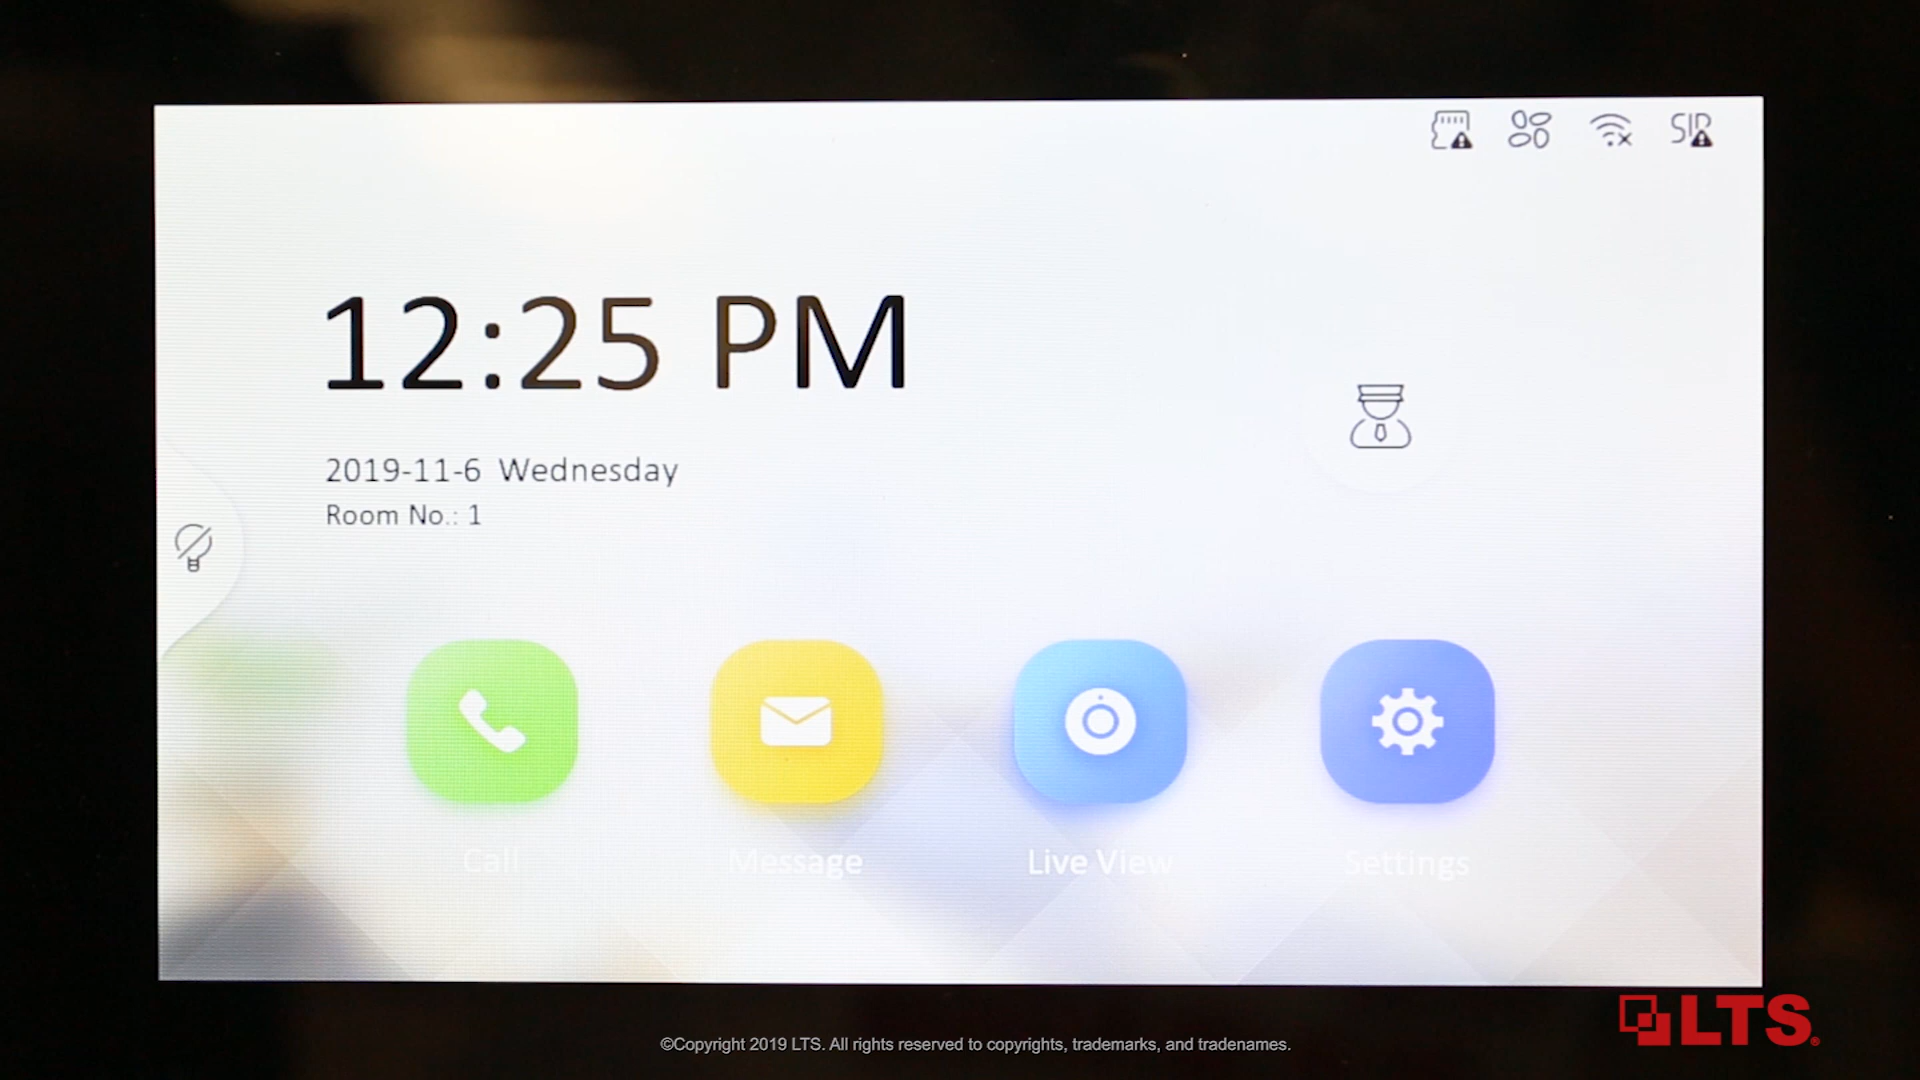 SIP
12:25 PM
2019-11-6 Wednesday
Room No.: 1
Call
Message
Live View
Settings
LTS®
©Copyright 2019 LTS. All rights reserved to copyrights, trademarks, and tradenames.